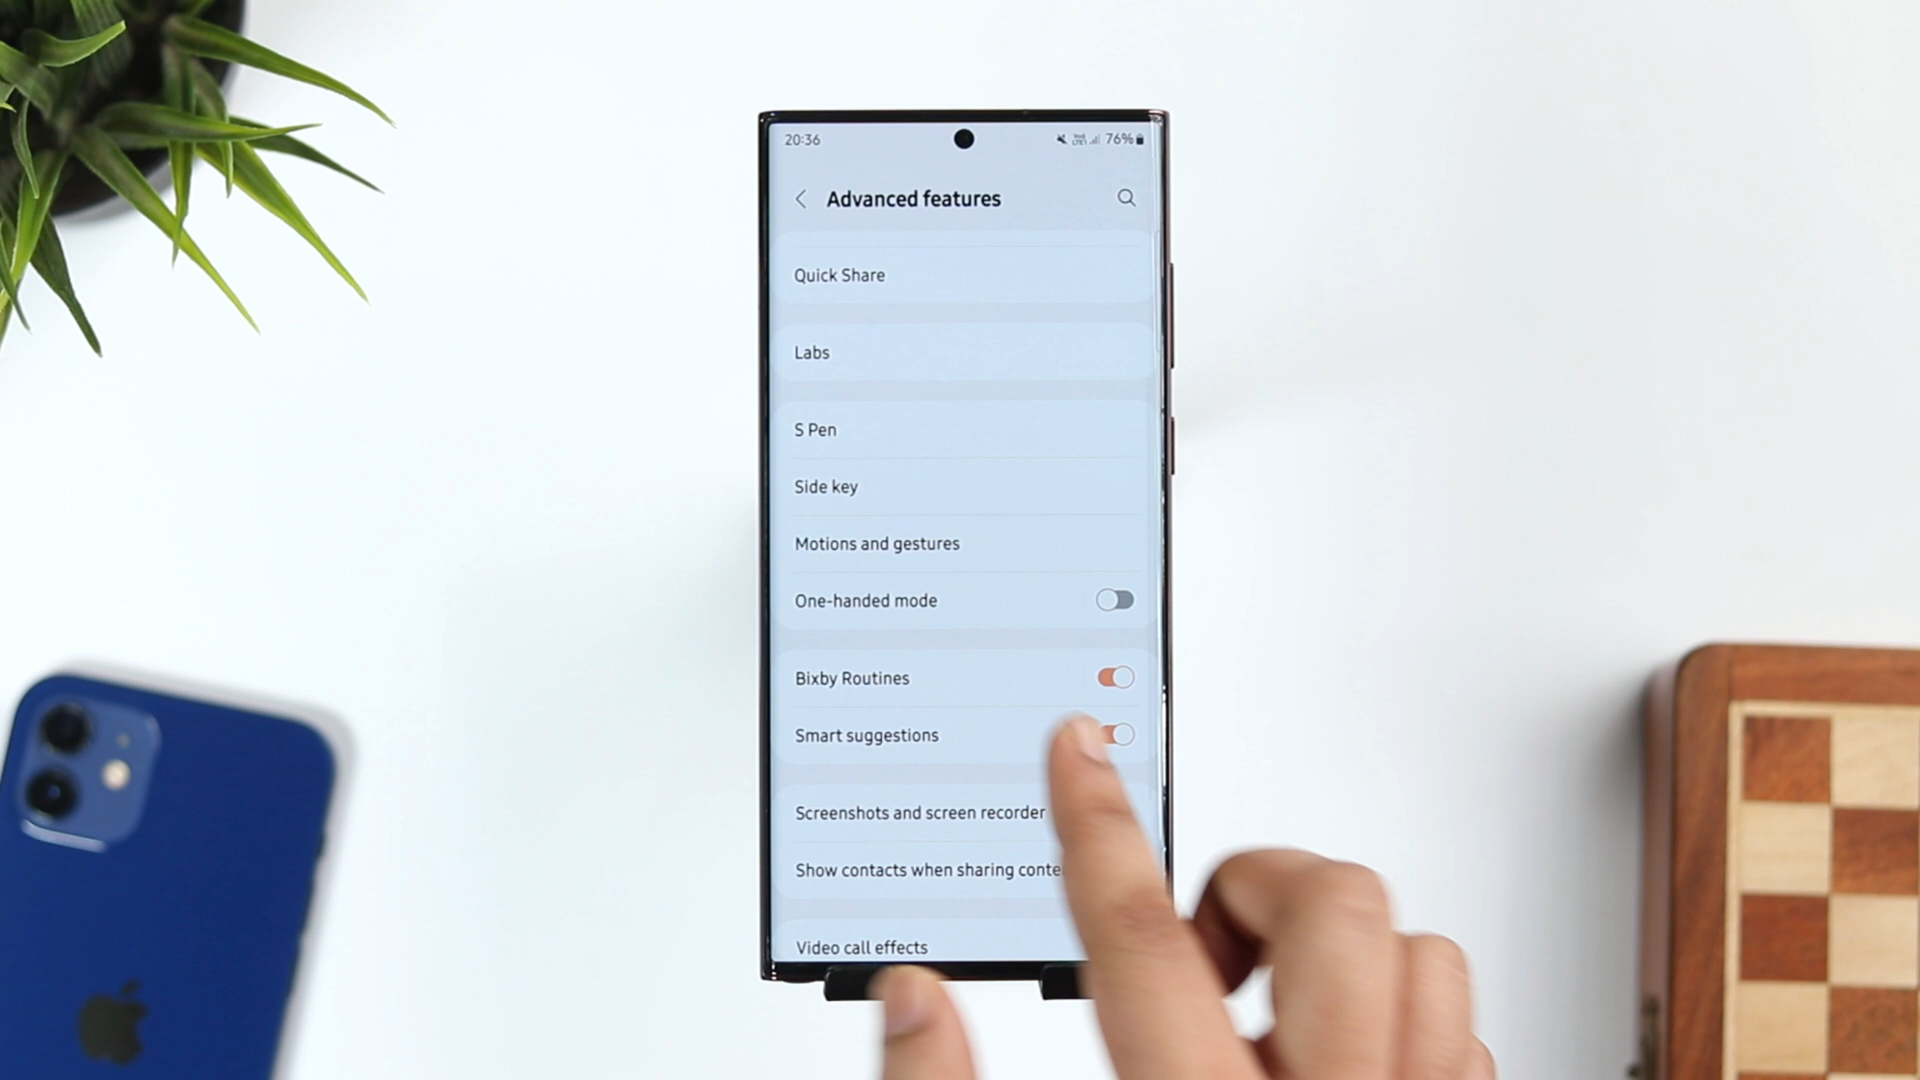 20:36
76%
Advanced features
Quick Share
Labs
S Pen
Side key
Motions and gestures
One-handed mode
Bixby Routines
Smart suggestions
Screenshots and screen recorder
Show contacts when sharing conte
Video call effects